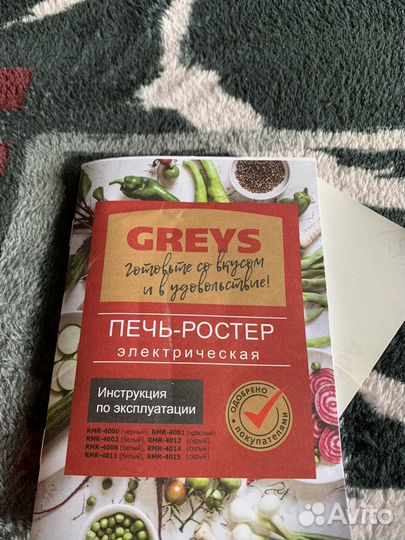 GREYS
готовьте со вкусом
и в удовольствие!
ПЕЧЬ-РОСТЕР
электрическая
Инструкция
по эксплуатации
RMR-4000 (черный), RMR-4001 (красный)
RMR-4002 (белый), RMR-4012 (серый)
RMR-4008 (белый), RMR-4014 (серый)
RMR-4011 (белый), RMR-4015 (серый)
ОДОБРЕНО
ПОКУПАТЕЛЯМИ
Avito